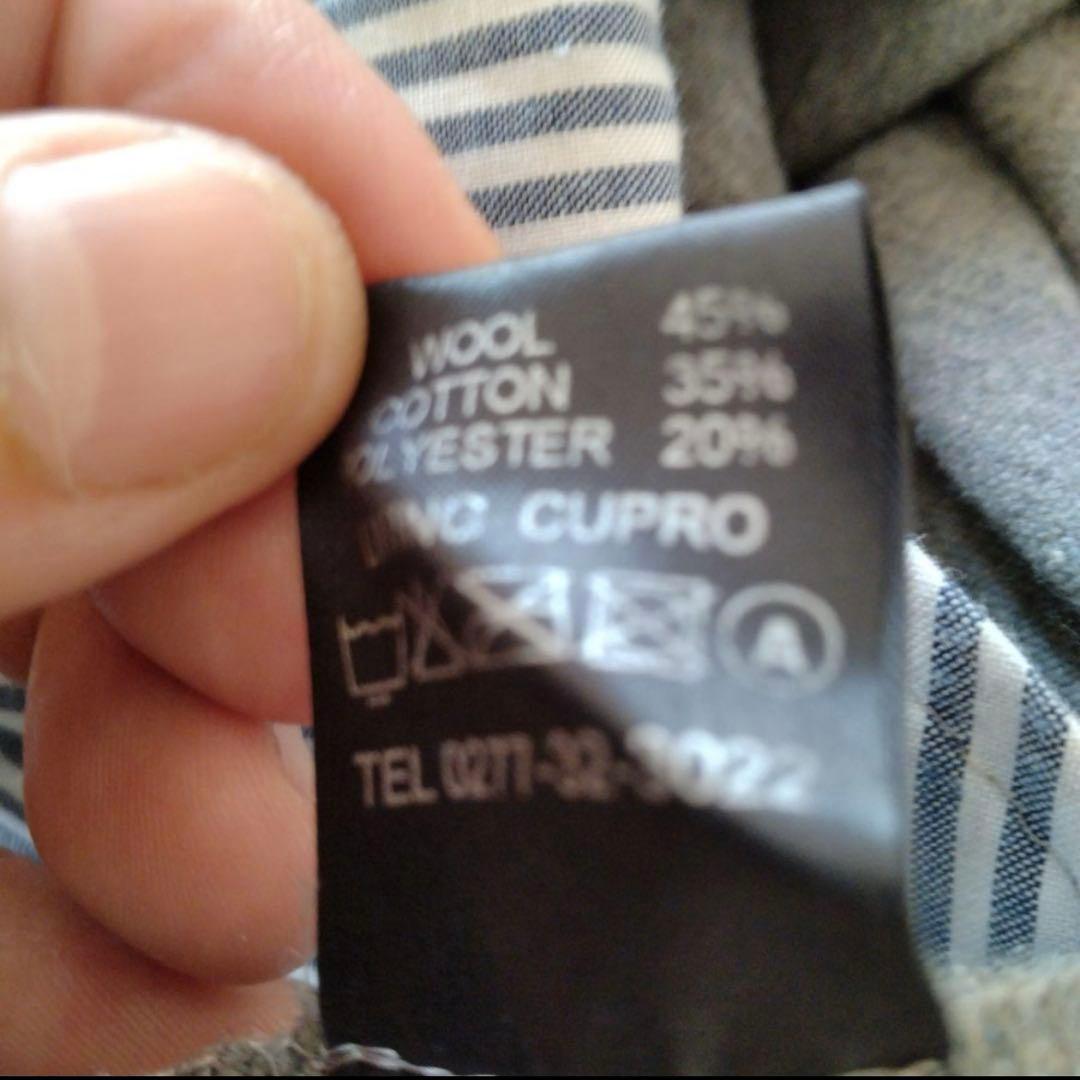 WOOL 45%
COTTON 35%
POLYESTER 20%
CUPRO
A
TEL 0277-32-3022